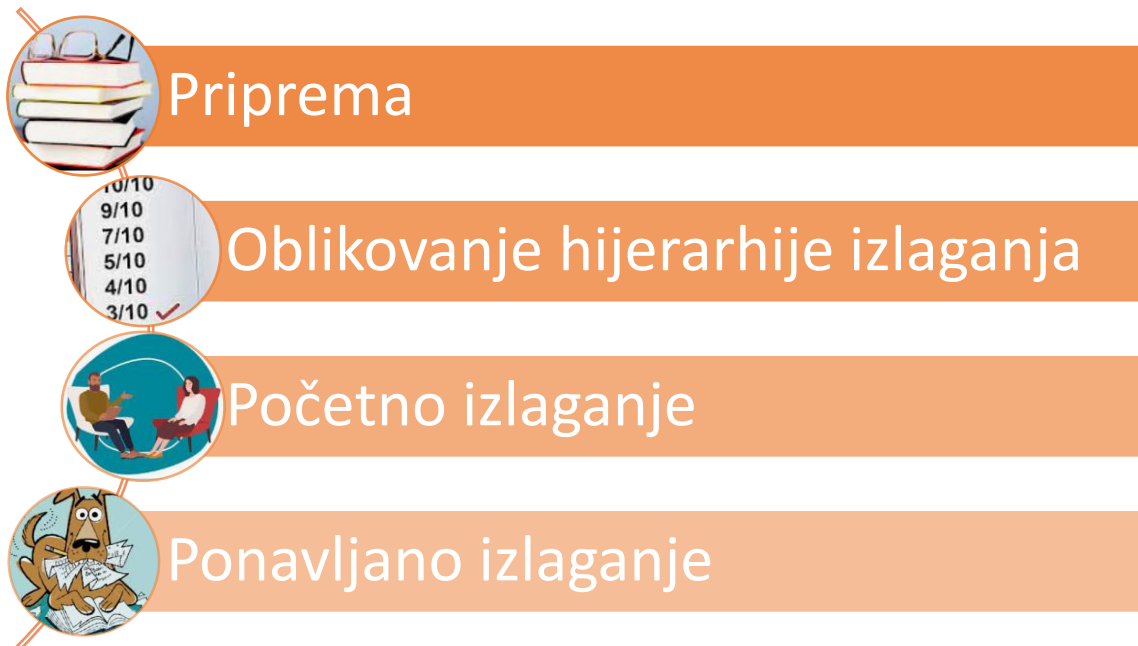 Priprema
10/10
9/10
7/10
5/10
4/10
3/10
Oblikovanje hijerarhije izlaganja
Početno izlaganje
Ponavljano izlaganje